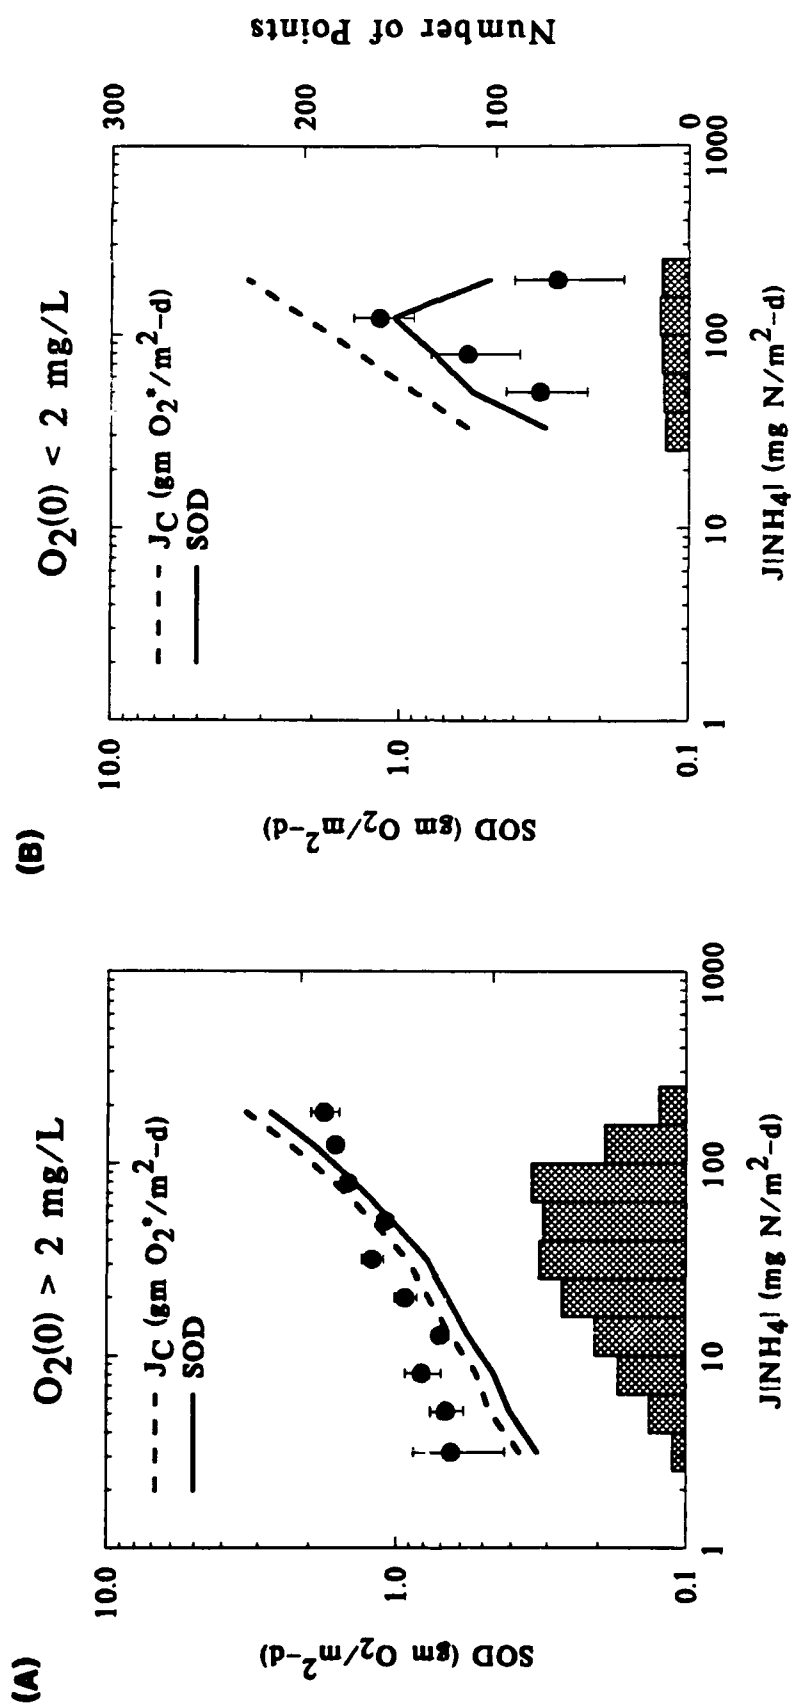 (A)
O2(0) > 2 mg/L
JC (gm O2*/m2-d)
SOD
SOD (gm O2/m2-d)
10.0
1.0
0.1
1
10
100
1000
J[NH4] (mg N/m2-d)
(B)
O2(0) < 2 mg/L
JC (gm O2*/m2-d)
SOD
SOD (gm O2/m2-d)
10.0
1.0
0.1
1
10
100
1000
J[NH4] (mg N/m2-d)
300
200
100
0
Number of Points